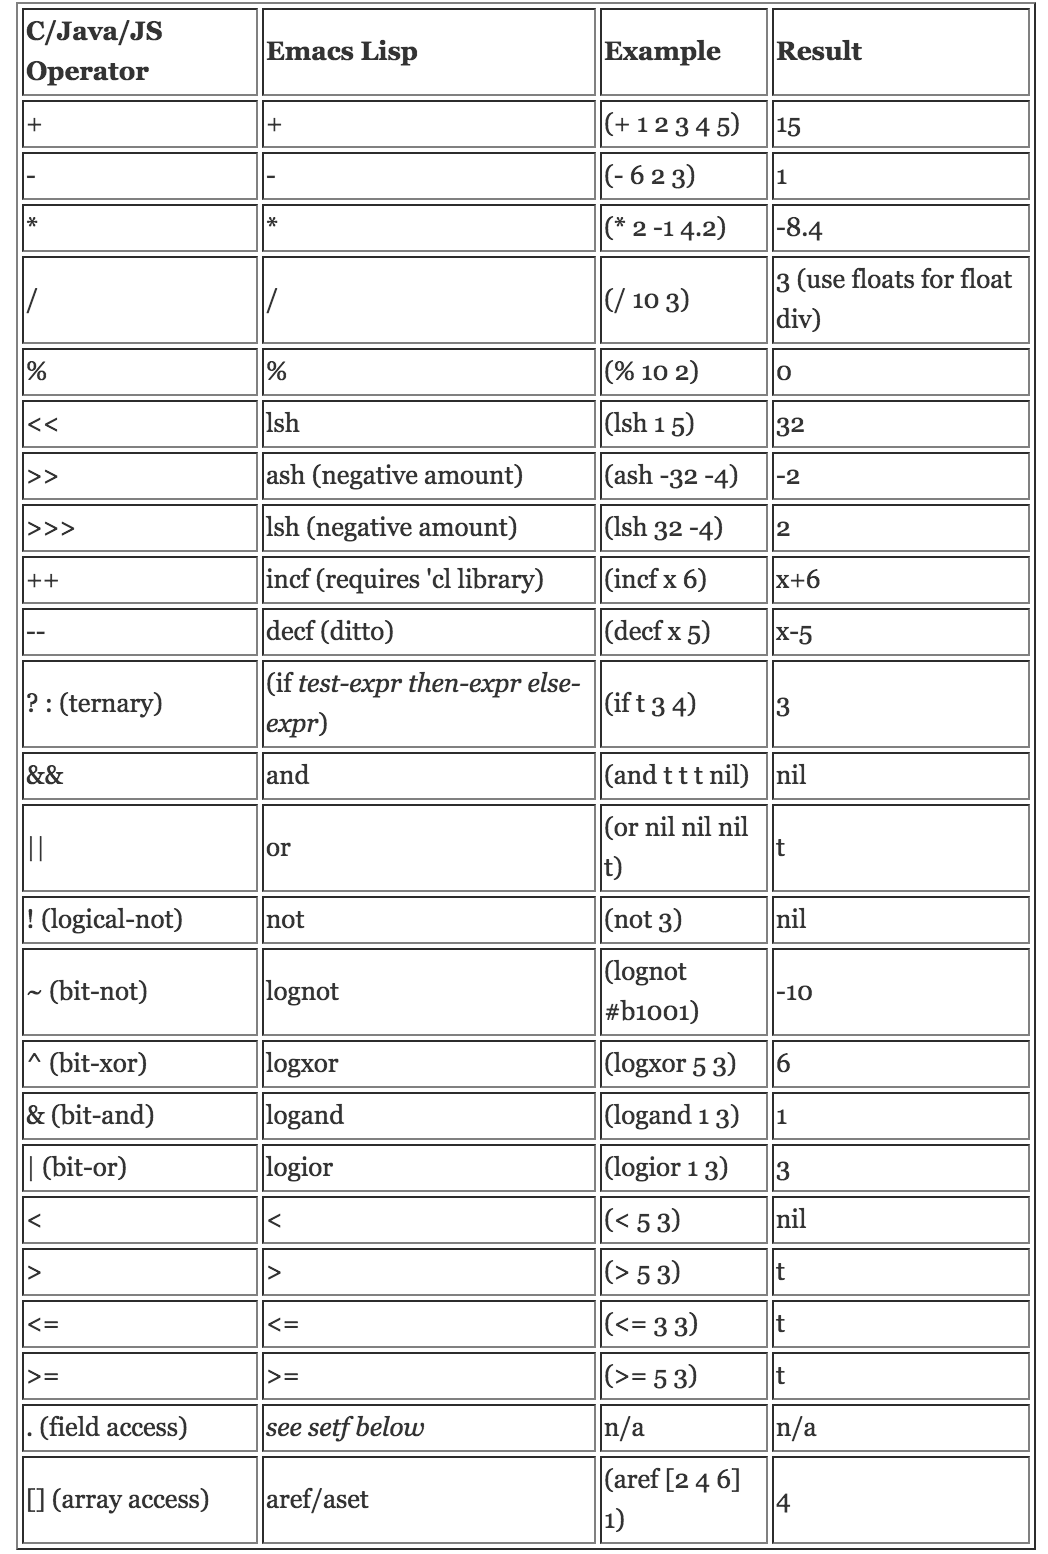 C/Java/JS Operator | Emacs Lisp | Example | Result
+ | + | (+ 1 2 3 4 5) | 15
- | - | (- 6 2 3) | 1
* | * | (* 2 -1 4.2) | -8.4
/ | / | (/ 10 3) | 3 (use floats for float div)
% | % | (% 10 2) | 0
<< | lsh | (lsh 1 5) | 32
>> | ash (negative amount) | (ash -32 -4) | -2
>>> | lsh (negative amount) | (lsh 32 -4) | 2
++ | incf (requires 'cl library) | (incf x 6) | x+6
-- | decf (ditto) | (decf x 5) | x-5
? : (ternary) | (if test-expr then-expr else-expr) | (if t 3 4) | 3
&& | and | (and t t t nil) | nil
|| | or | (or nil nil nil t) | t
! (logical-not) | not | (not 3) | nil
~ (bit-not) | lognot | (lognot #b1001) | -10
^ (bit-xor) | logxor | (logxor 5 3) | 6
& (bit-and) | logand | (logand 1 3) | 1
| (bit-or) | logior | (logior 1 3) | 3
< | < | (< 5 3) | nil
> | > | (> 5 3) | t
<= | <= | (<= 3 3) | t
>= | >= | (>= 5 3) | t
. (field access) | see setf below | n/a | n/a
[] (array access) | aref/aset | (aref [2 4 6] 1) | 4